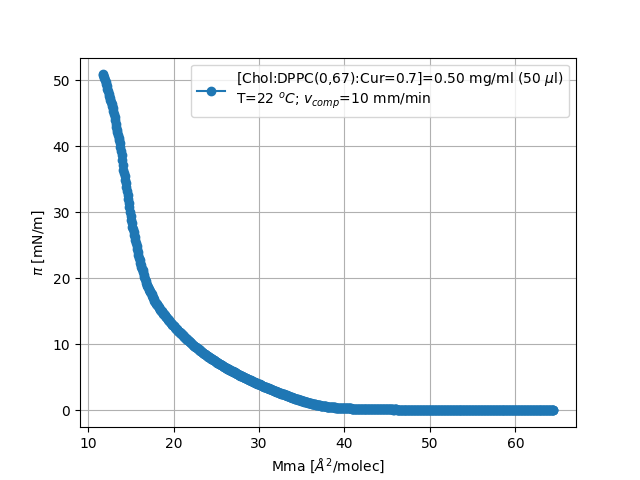 [Chol:DPPC(0,67):Cur=0.7]=0.50 mg/ml (50 μl)
T=22 °C; v_comp=10 mm/min
50
40
30
20
10
0
π [mN/m]
10 20 30 40 50 60
Mma [Å²/molec]